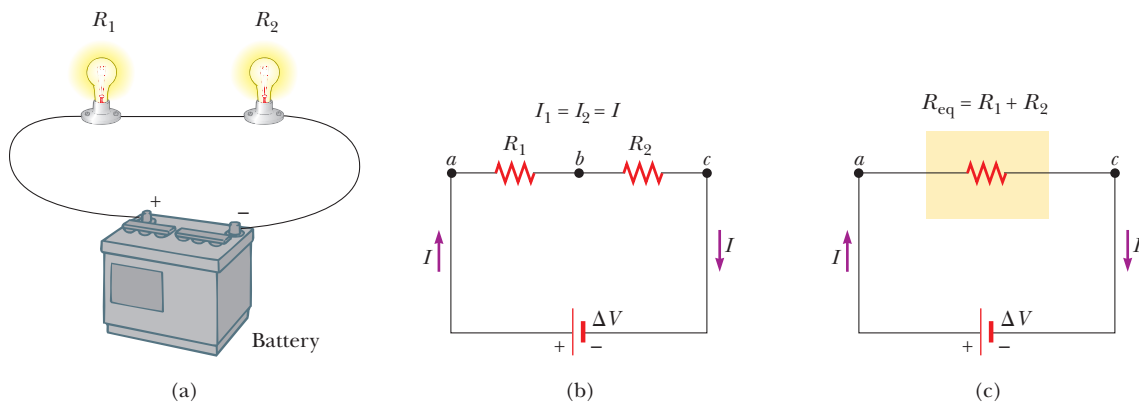 R1
R2
+
−
Battery
(a)
I1 = I2 = I
R1
R2
a
b
c
I
I
ΔV
+
−
(b)
Req = R1 + R2
a
c
I
I
ΔV
+
−
(c)